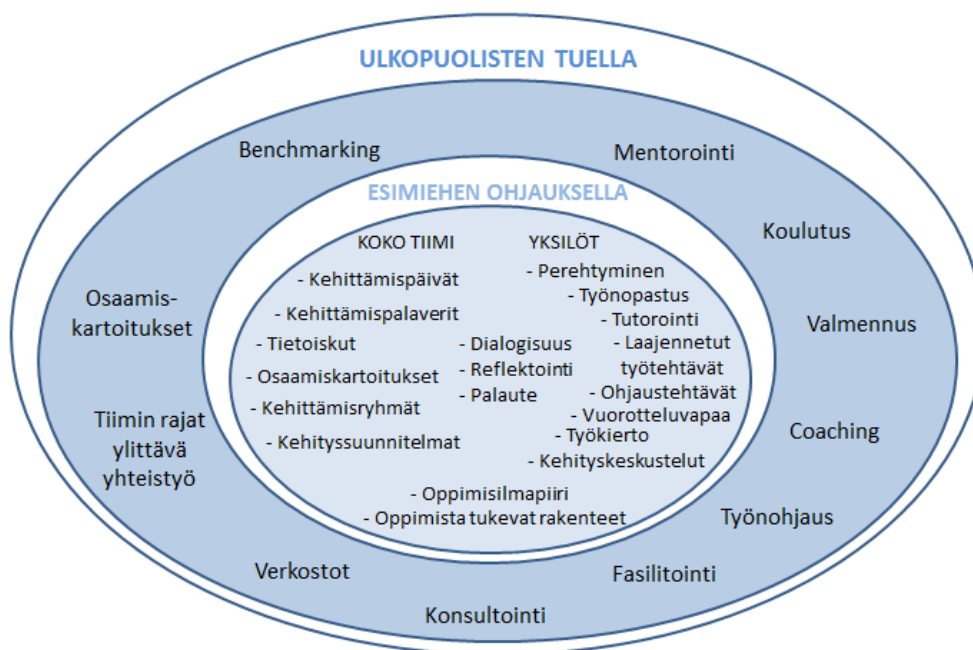 ULKOPUOLISTEN TUELLA
Benchmarking
Mentorointi
Koulutus
Valmennus
Coaching
Työnohjaus
Fasilitointi
Konsultointi
Verkostot
Tiimin rajat
ylittävä
yhteistyö
Osaamis-
kartoitukset
ESIMIEHEN OHJAUKSELLA
KOKO TIIMI
- Kehittämispäivät
- Kehittämispalaverit
- Tietoiskut
- Osaamiskartoitukset
- Kehittämisryhmät
- Kehityssuunnitelmat
- Dialogisuus
- Reflektointi
- Palaute
YKSILÖT
- Perehtyminen
- Työnopastus
- Tutorointi
- Laajennetut
työtehtävät
- Ohjaustehtävät
- Vuorotteluvapaa
- Työkierto
- Kehityskeskustelut
- Oppimisilmapiiri
- Oppimista tukevat rakenteet